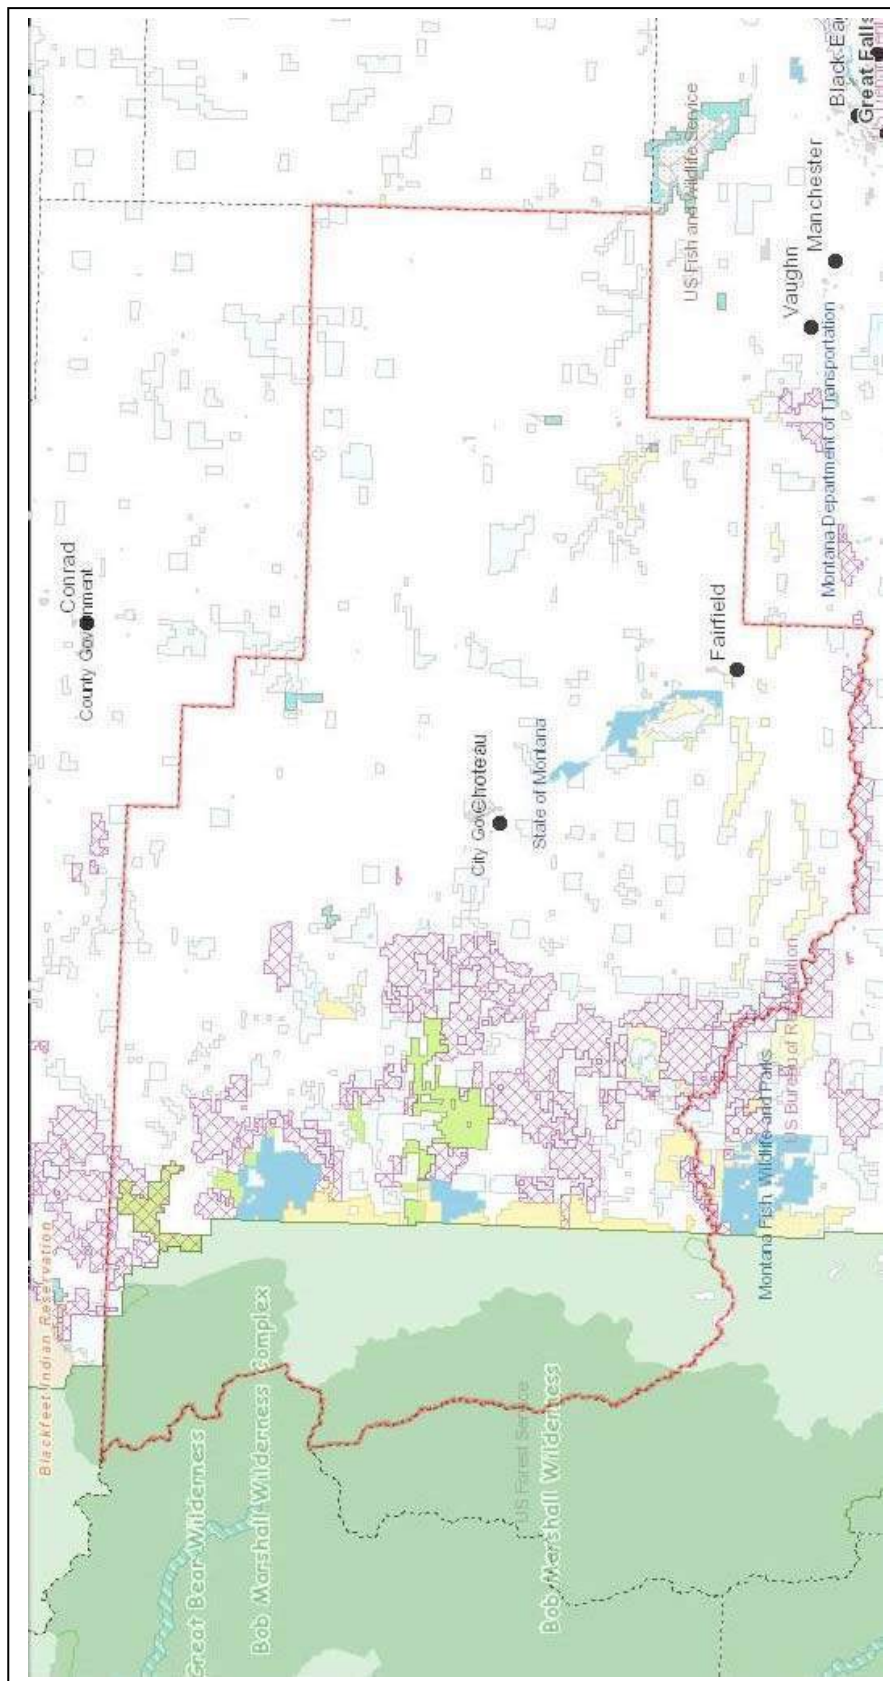 Blackfeet Indian Reservation
Great Bear Wilderness
Bob Marshall Wilderness Complex
US Forest Service
Bob Marshall Wilderness
Conrad
County Government
Choteau
City Go
State of Montana
Fairfield
US Fish and Wildlife Service
Vaughn
Manchester
Great Falls
Montana Department of Transportation
Montana Fish, Wildlife and Parks
US Bureau of